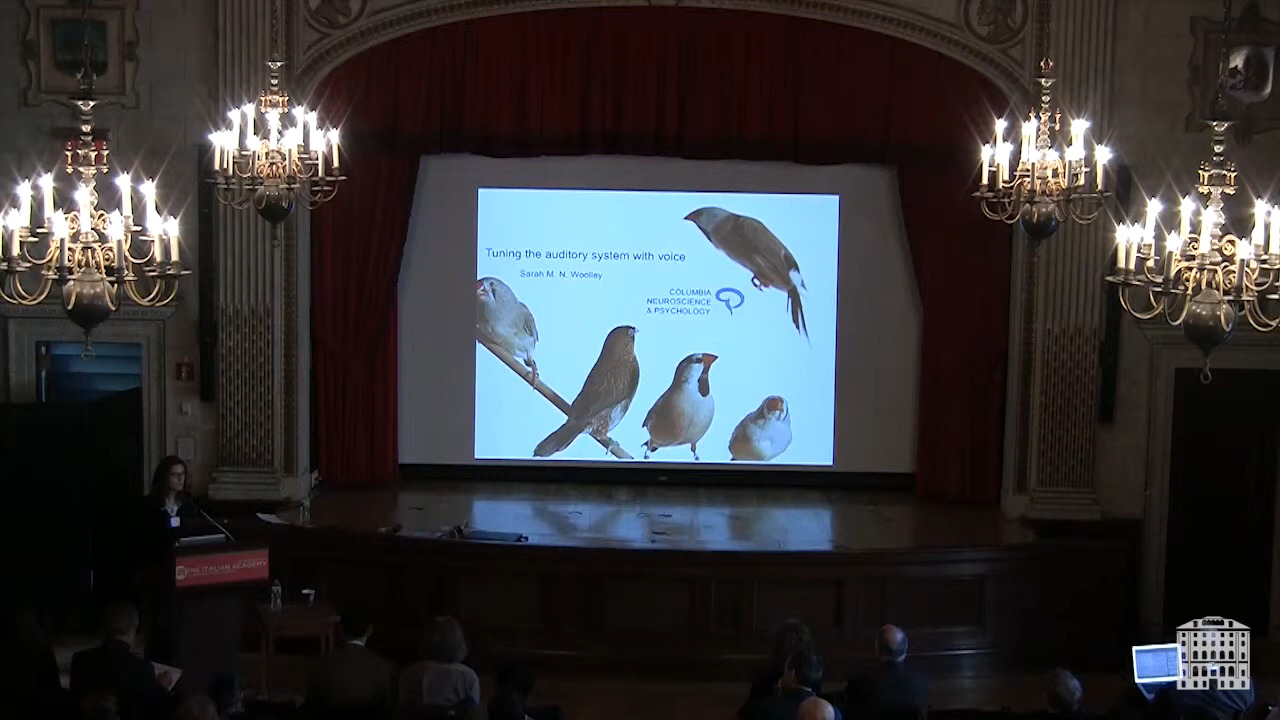 Tuning the auditory system with voice
Sarah M. N. Woolley
COLUMBIA
NEUROSCIENCE
& PSYCHOLOGY
THE ITALIAN ACADEMY